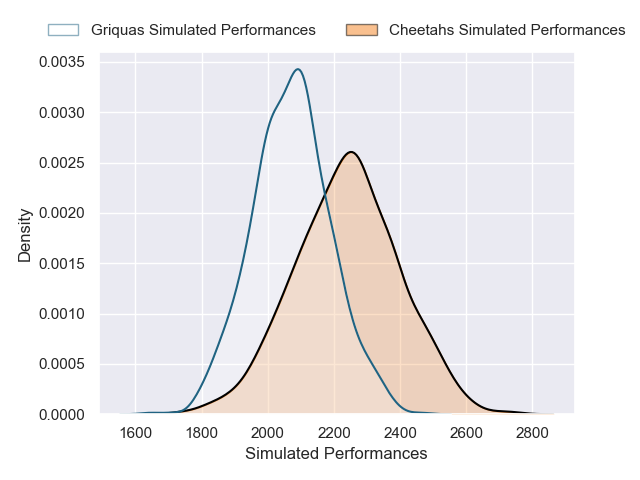 Griquas Simulated Performances Cheetahs Simulated Performances
0.0035
0.0030
0.0025
0.0020
0.0015
0.0010
0.0005
0.0000
Density
1600 1800 2000 2200 2400 2600 2800
Simulated Performances